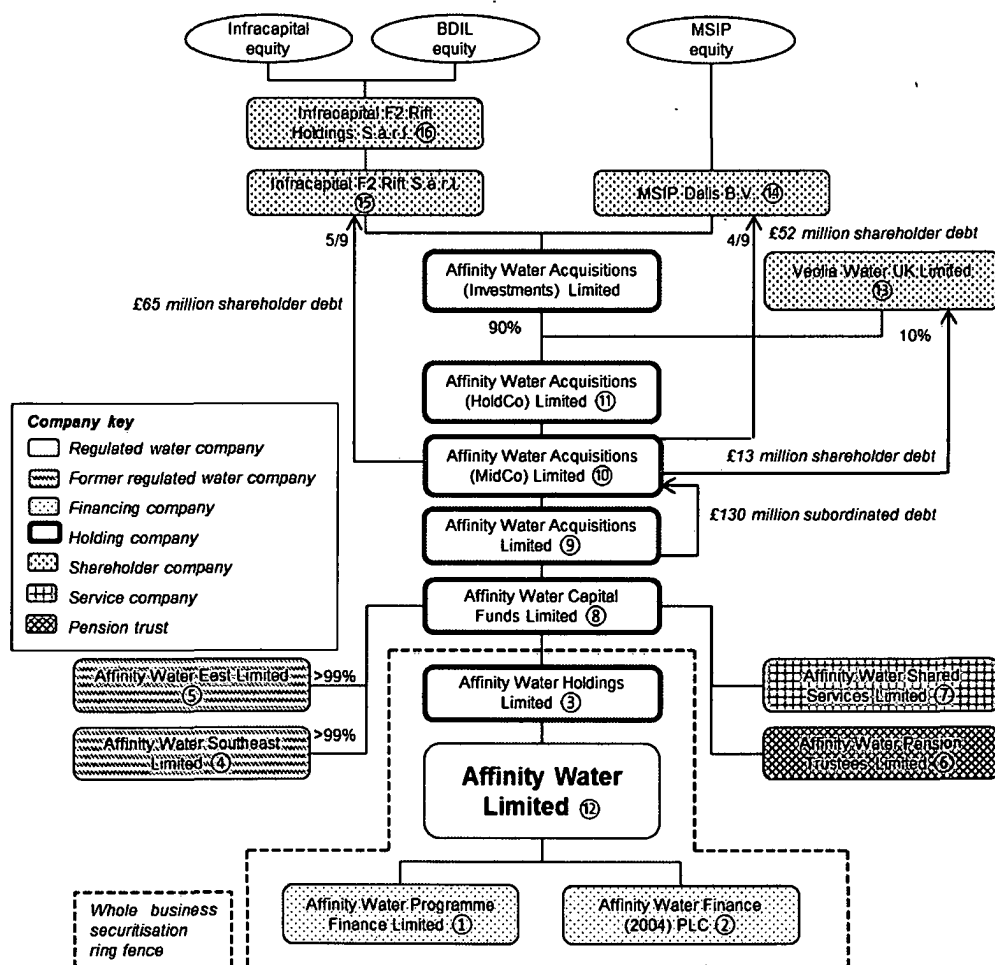 Infracapital
equity
BDIL
equity
MSIP
equity
Infracapital F2 Rift
Holdings S.à r.l. ⑯
Infracapital F2 Rift S.à r.l.
⑮
MSIP Dalis B.V. ⑭
5/9
4/9
£52 million shareholder debt
Affinity Water Acquisitions
(Investments) Limited
Veolia Water UK Limited
⑬
£65 million shareholder debt
90%
10%
Affinity Water Acquisitions
(HoldCo) Limited ⑪
Company key
Regulated water company
Former regulated water company
Financing company
Holding company
Shareholder company
Service company
Pension trust
Affinity Water Acquisitions
(MidCo) Limited ⑩
£13 million shareholder debt
£130 million subordinated debt
Affinity Water Acquisitions
Limited ⑨
Affinity Water Capital
Funds Limited ⑧
Affinity Water East Limited
⑤
>99%
Affinity Water Holdings
Limited ③
Affinity Water Shared
Services Limited ⑦
Affinity Water Southeast
Limited ④
>99%
Affinity Water Pension
Trustees Limited ⑥
Affinity Water
Limited ⑫
Whole business
securitisation
ring fence
Affinity Water Programme
Finance Limited ①
Affinity Water Finance
(2004) PLC ②